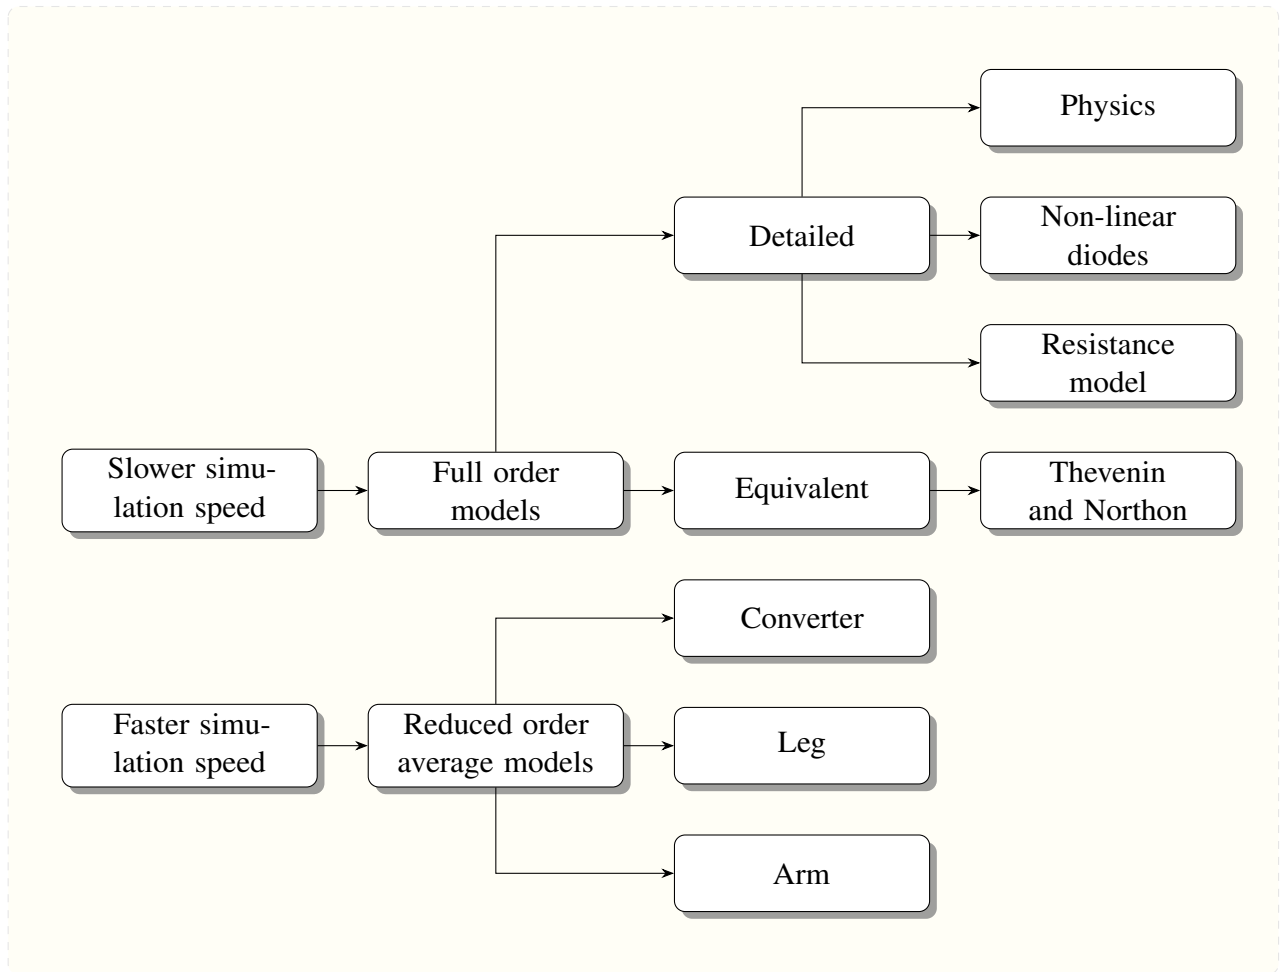 Physics
Detailed
Non-linear
diodes
Resistance
model
Slower simu-
lation speed
Full order
models
Equivalent
Thevenin
and Northon
Converter
Faster simu-
lation speed
Reduced order
average models
Leg
Arm